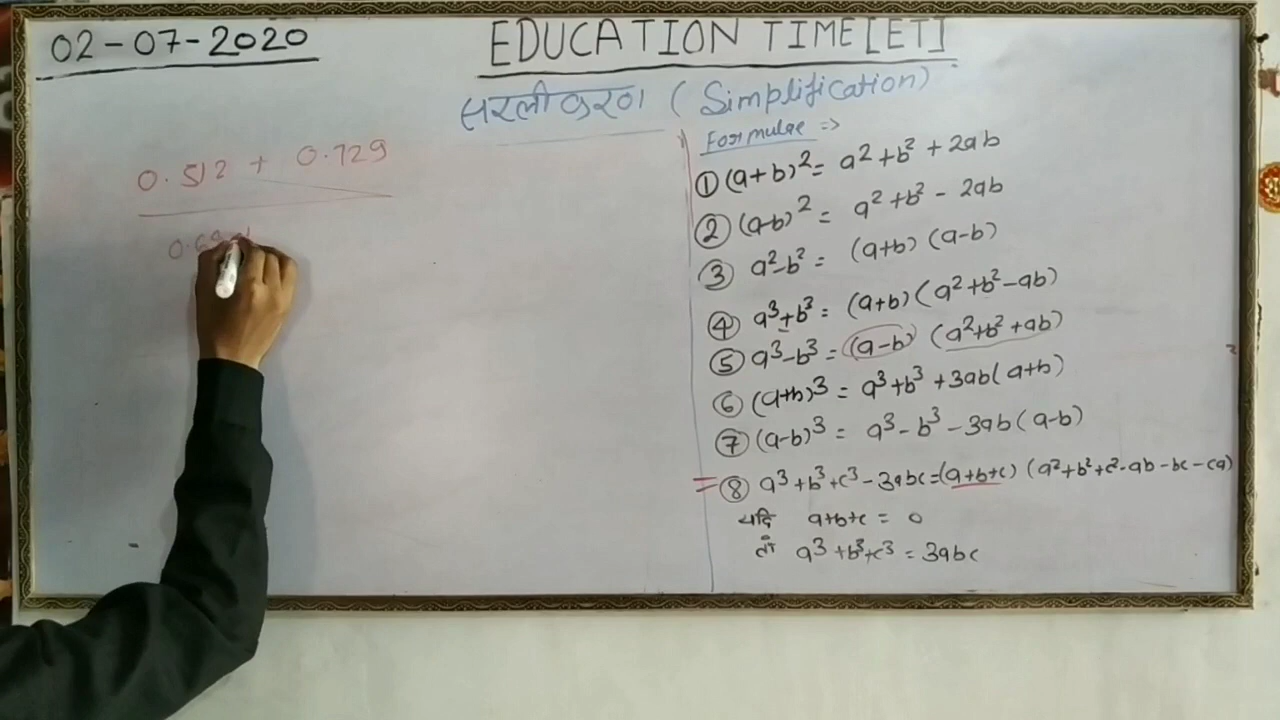 02-07-2020
EDUCATION TIME[ET]
सरलीकरण (Simplification)
0.512 + 0.729
Formulae =>
① (a+b)² = a²+b²+2ab
② (a-b)² = a²+b²-2ab
③ a²-b² = (a+b)(a-b)
④ a³+b³ = (a+b)(a²+b²-ab)
⑤ a³-b³ = (a-b) (a²+b²+ab)
⑥ (a+b)³ = a³+b³+3ab(a+b)
⑦ (a-b)³ = a³-b³-3ab(a-b)
= ⑧ a³+b³+c³-3abc=(a+b+c) (a²+b²+c²-ab-bc-ca)
यदि a+b+c = 0
तो a³+b³+c³ = 3abc